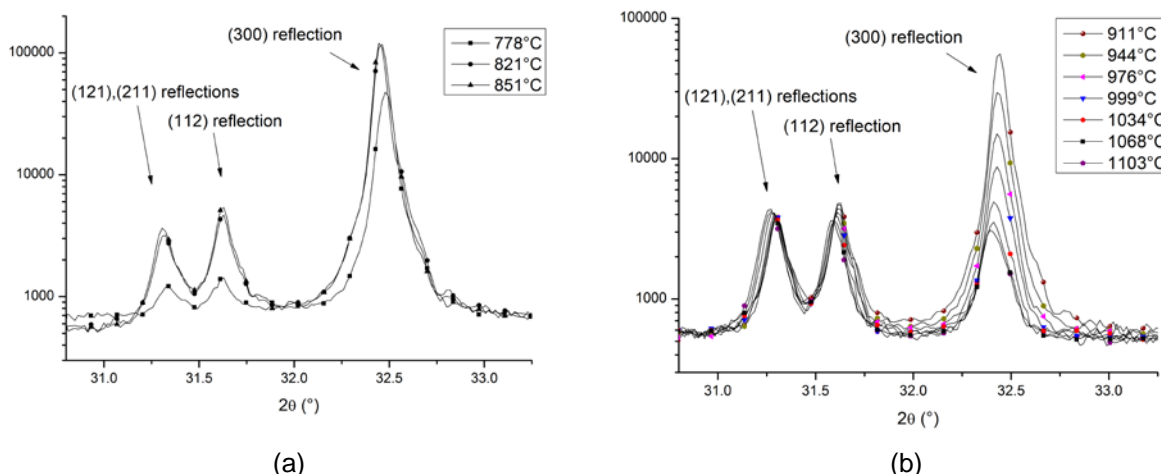 (300) reflection
778°C
821°C
851°C
(121),(211) reflections
(112) reflection
100000
10000
1000
31.0 31.5 32.0 32.5 33.0
2θ (°)
(a)
(300) reflection
911°C
944°C
976°C
999°C
1034°C
1068°C
1103°C
(121),(211) reflections
(112) reflection
100000
10000
1000
31.0 31.5 32.0 32.5 33.0
2θ (°)
(b)